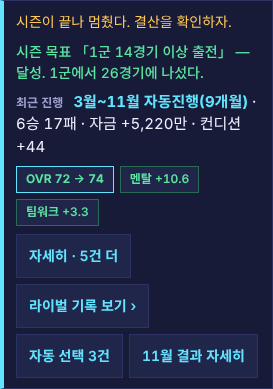 시즌이 끝나 멈췄다. 결산을 확인하자.
시즌 목표 「1군 14경기 이상 출전」 —
달성. 1군에서 26경기에 나섰다.
최근 진행 3월~11월 자동진행(9개월) ·
6승 17패 · 자금 +5,220만 · 컨디션
+44
OVR 72 → 74 멘탈 +10.6
팀워크 +3.3
자세히 · 5건 더
라이벌 기록 보기 ›
자동 선택 3건 11월 결과 자세히